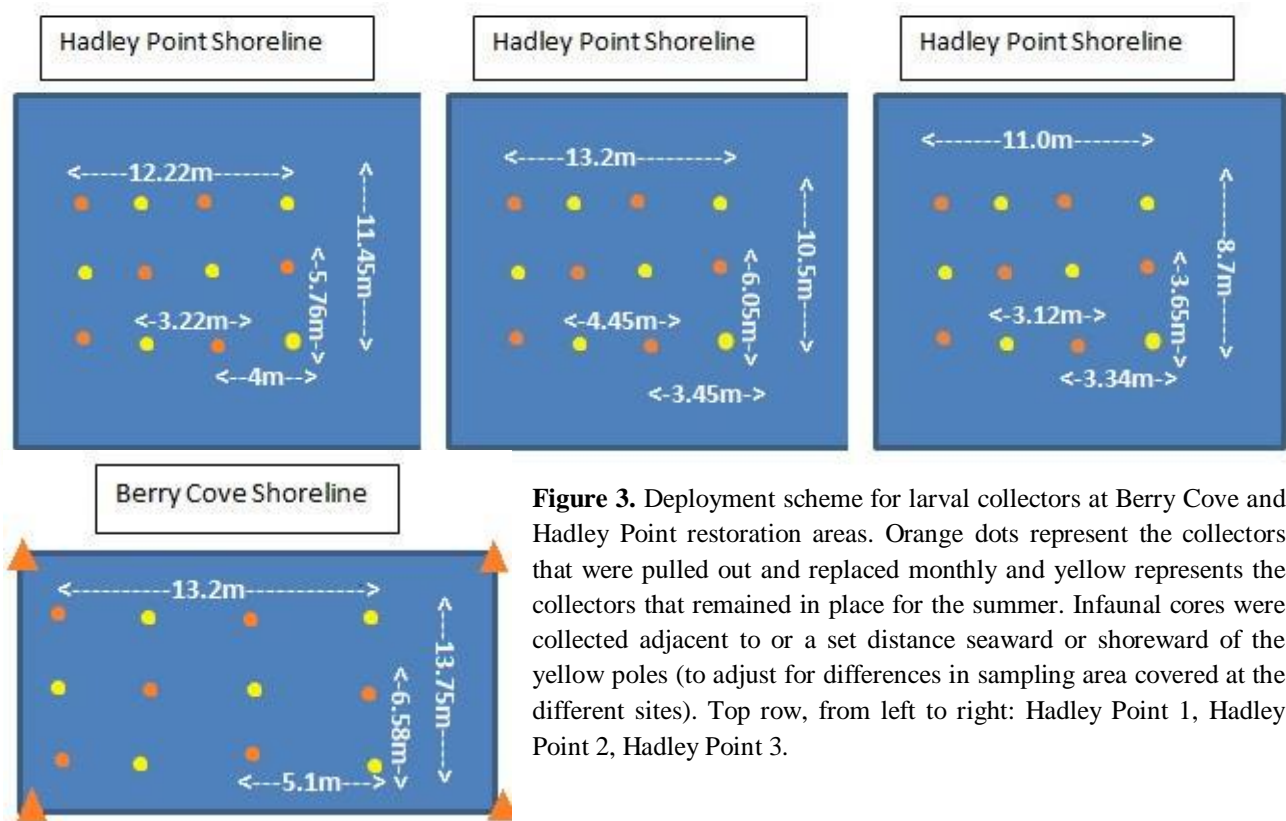 Hadley Point Shoreline
<-----12.22m------->
<-----11.45m----->
<-5.76m->
<-3.22m->
<--4m-->
Hadley Point Shoreline
<-----13.2m-------->
<-----10.5m----->
<-6.05m->
<-4.45m->
<-3.45m->
Hadley Point Shoreline
<-------11.0m------->
<------8.7m------>
<-3.65m->
<-3.12m->
<-3.34m->
Berry Cove Shoreline
<----------13.2m---------->
<-----13.75m----->
<-6.58m->
<----5.1m---->
Figure 3. Deployment scheme for larval collectors at Berry Cove and
Hadley Point restoration areas. Orange dots represent the collectors
that were pulled out and replaced monthly and yellow represents the
collectors that remained in place for the summer. Infaunal cores were
collected adjacent to or a set distance seaward or shoreward of the
yellow poles (to adjust for differences in sampling area covered at the
different sites). Top row, from left to right: Hadley Point 1, Hadley
Point 2, Hadley Point 3.